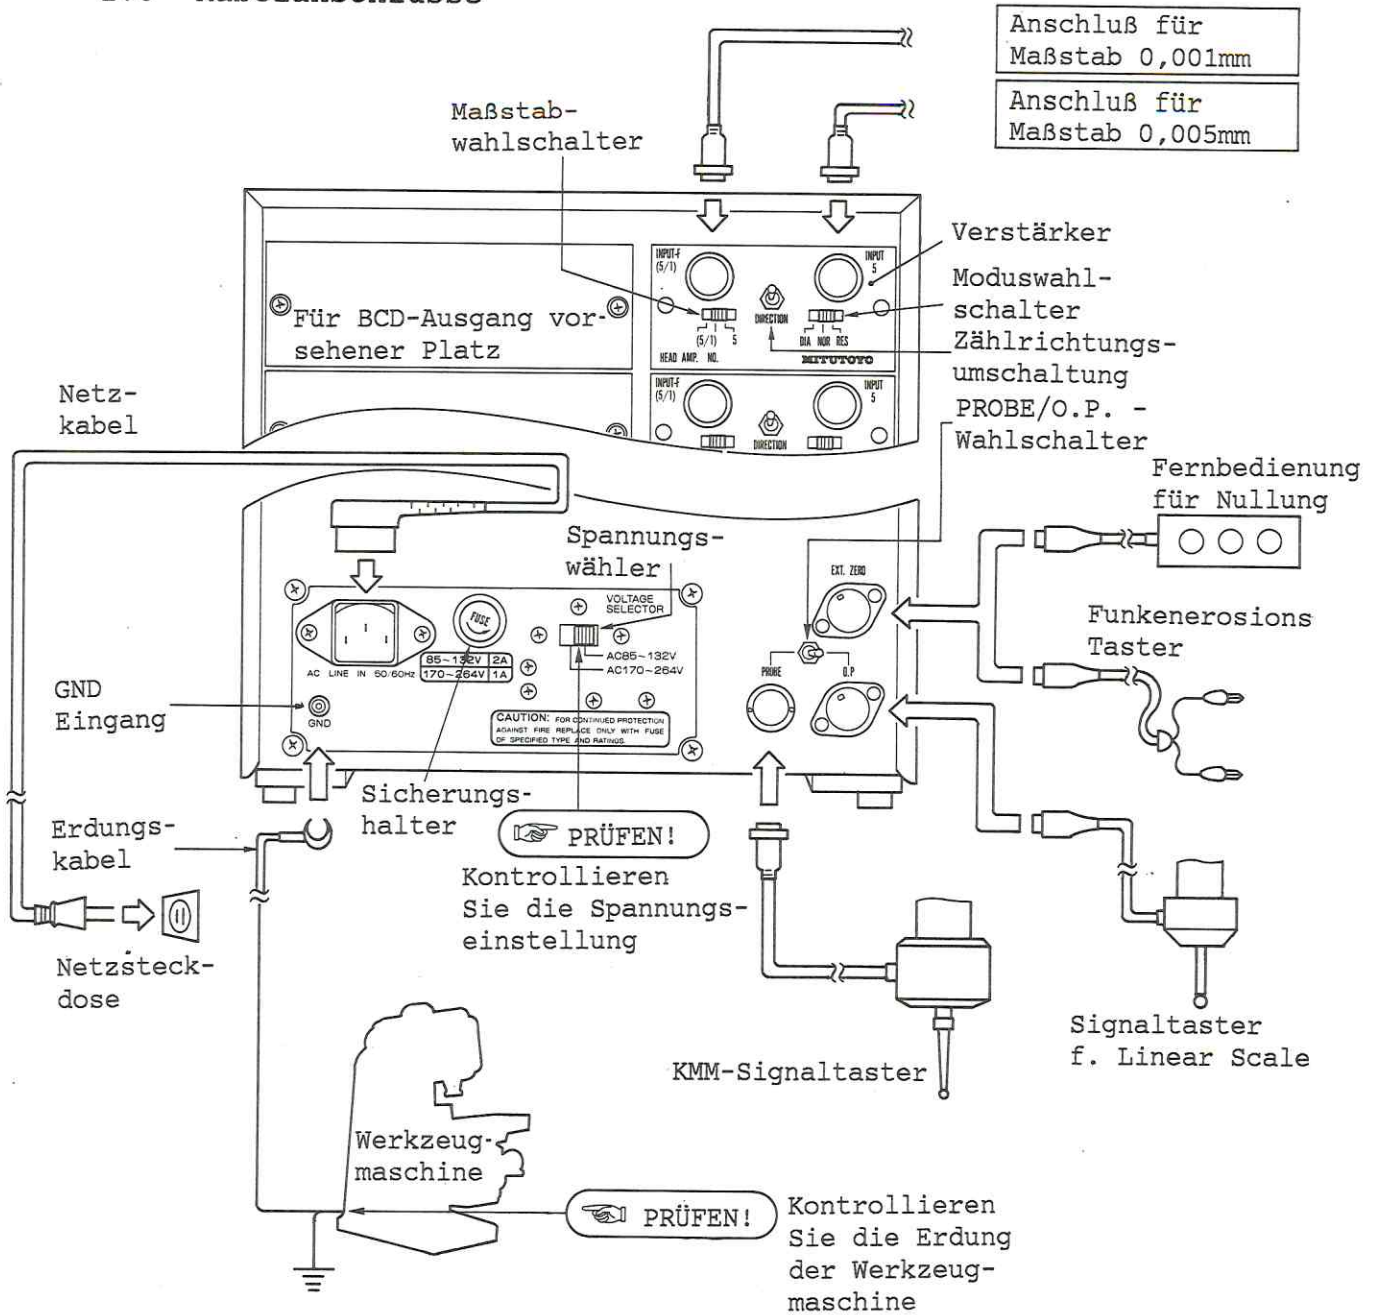 Anschluß für
Maßstab 0,001mm
Anschluß für
Maßstab 0,005mm
Maßstab-
wahlschalter
INPUT-F
(5/1)
INPUT
5
DIRECTION
(5/1) 5
DIA NOR RES
HEAD AMP. NO.
MITUTOYO
Verstärker
Moduswahl-
schalter
Zählrichtungs-
umschaltung
PROBE/O.P. -
Wahlschalter
Für BCD-Ausgang vor-
sehener Platz
INPUT-F
(5/1)
INPUT
5
DIRECTION
Netz-
kabel
Fernbedienung
für Nullung
Spannungs-
wähler
EXT. ZERO
VOLTAGE
SELECTOR
FUSE
AC85~132V
AC170~264V
85~132V 2A
170~264V 1A
AC LINE IN 50/60Hz
PROBE
O.P
Funkenerosions
Taster
GND
Eingang
GND
CAUTION: FOR CONTINUED PROTECTION
AGAINST FIRE REPLACE ONLY WITH FUSE
OF SPECIFIED TYPE AND RATINGS.
Sicherungs-
halter
PRÜFEN!
Kontrollieren
Sie die Spannungs-
einstellung
Erdungs-
kabel
Netzsteck-
dose
KMM-Signaltaster
Signaltaster
f. Linear Scale
Werkzeug-
maschine
PRÜFEN!
Kontrollieren
Sie die Erdung
der Werkzeug-
maschine